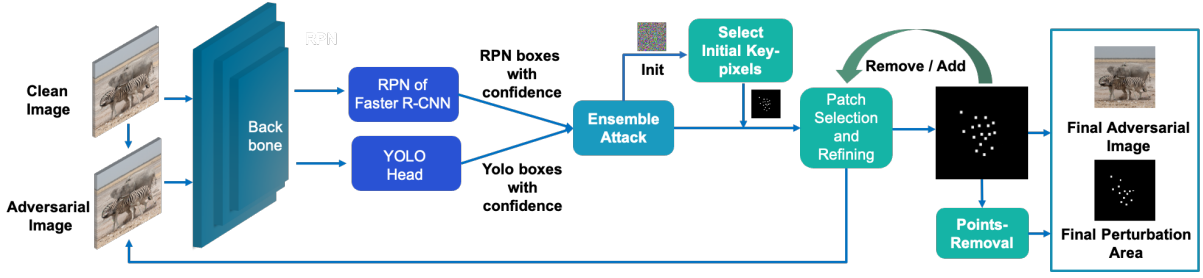 Clean
Image
Adversarial
Image
RPN
Back
bone
RPN of
Faster R-CNN
YOLO
Head
RPN boxes
with
confidence
Yolo boxes
with
confidence
Ensemble
Attack
Init
Select
Initial Key-
pixels
Remove / Add
Patch
Selection
and
Refining
Points-
Removal
Final Adversarial
Image
Final Perturbation
Area